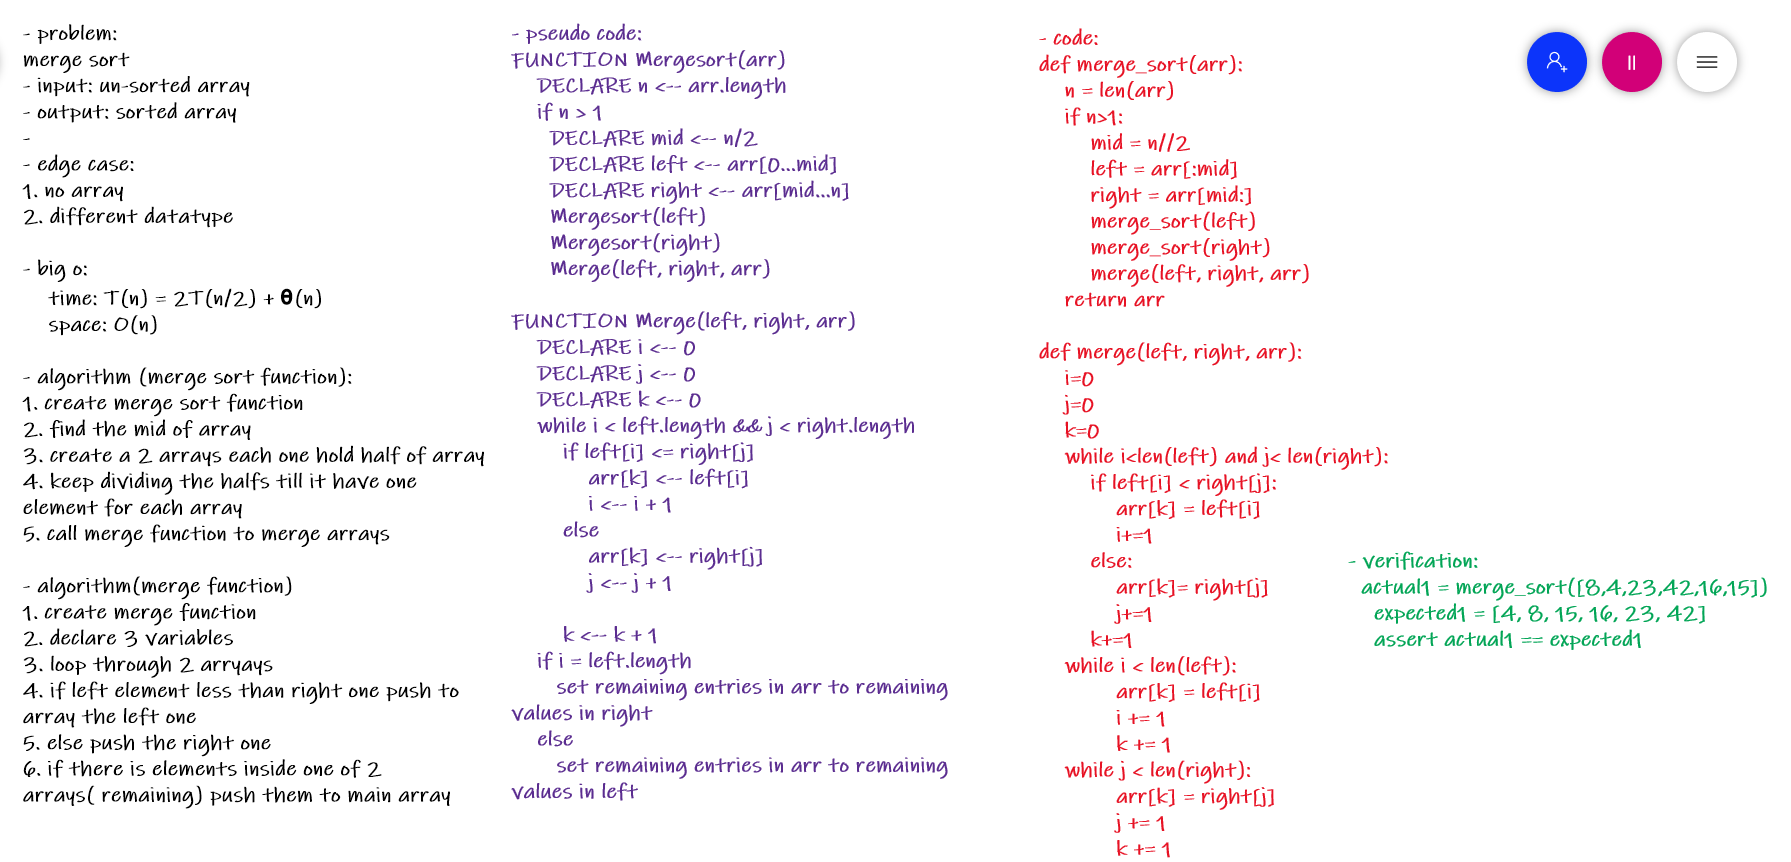 - problem:
merge sort
- input: un-sorted array
- output: sorted array
-
- edge case:
1. no array
2. different datatype
- big o:
time: T(n) = 2T(n/2) + θ(n)
space: O(n)
- algorithm (merge sort function):
1. create merge sort function
2. find the mid of array
3. create a 2 arrays each one hold half of array
4. keep dividing the halfs till it have one
element for each array
5. call merge function to merge arrays
- algorithm(merge function)
1. create merge function
2. declare 3 variables
3. loop through 2 arryays
4. if left element less than right one push to
array the left one
5. else push the right one
6. if there is elements inside one of 2
arrays( remaining) push them to main array
- pseudo code:
FUNCTION Mergesort(arr)
DECLARE n <-- arr.length
if n > 1
DECLARE mid <-- n/2
DECLARE left <-- arr[0...mid]
DECLARE right <-- arr[mid...n]
Mergesort(left)
Mergesort(right)
Merge(left, right, arr)
FUNCTION Merge(left, right, arr)
DECLARE i <-- 0
DECLARE j <-- 0
DECLARE k <-- 0
while i < left.length && j < right.length
if left[i] <= right[j]
arr[k] <-- left[i]
i <-- i + 1
else
arr[k] <-- right[j]
j <-- j + 1
k <-- k + 1
if i = left.length
set remaining entries in arr to remaining
values in right
else
set remaining entries in arr to remaining
values in left
- code:
def merge_sort(arr):
n = len(arr)
if n>1:
mid = n//2
left = arr[:mid]
right = arr[mid:]
merge_sort(left)
merge_sort(right)
merge(left, right, arr)
return arr
def merge(left, right, arr):
i=0
j=0
k=0
while i<len(left) and j< len(right):
if left[i] < right[j]:
arr[k] = left[i]
i+=1
else:
arr[k]= right[j]
j+=1
k+=1
while i < len(left):
arr[k] = left[i]
i += 1
k += 1
while j < len(right):
arr[k] = right[j]
j += 1
k += 1
- verification:
actual1 = merge_sort([8,4,23,42,16,15])
expected1 = [4, 8, 15, 16, 23, 42]
assert actual1 == expected1